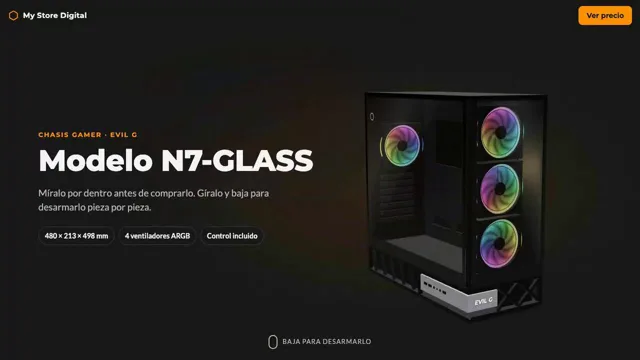 My Store Digital
Ver precio
CHASIS GAMER · EVIL G
Modelo N7-GLASS
Míralo por dentro antes de comprarlo. Gíralo y baja para
desarmarlo pieza por pieza.
480 × 213 × 498 mm
4 ventiladores ARGB
Control incluido
EVIL G
BAJA PARA DESARMARLO